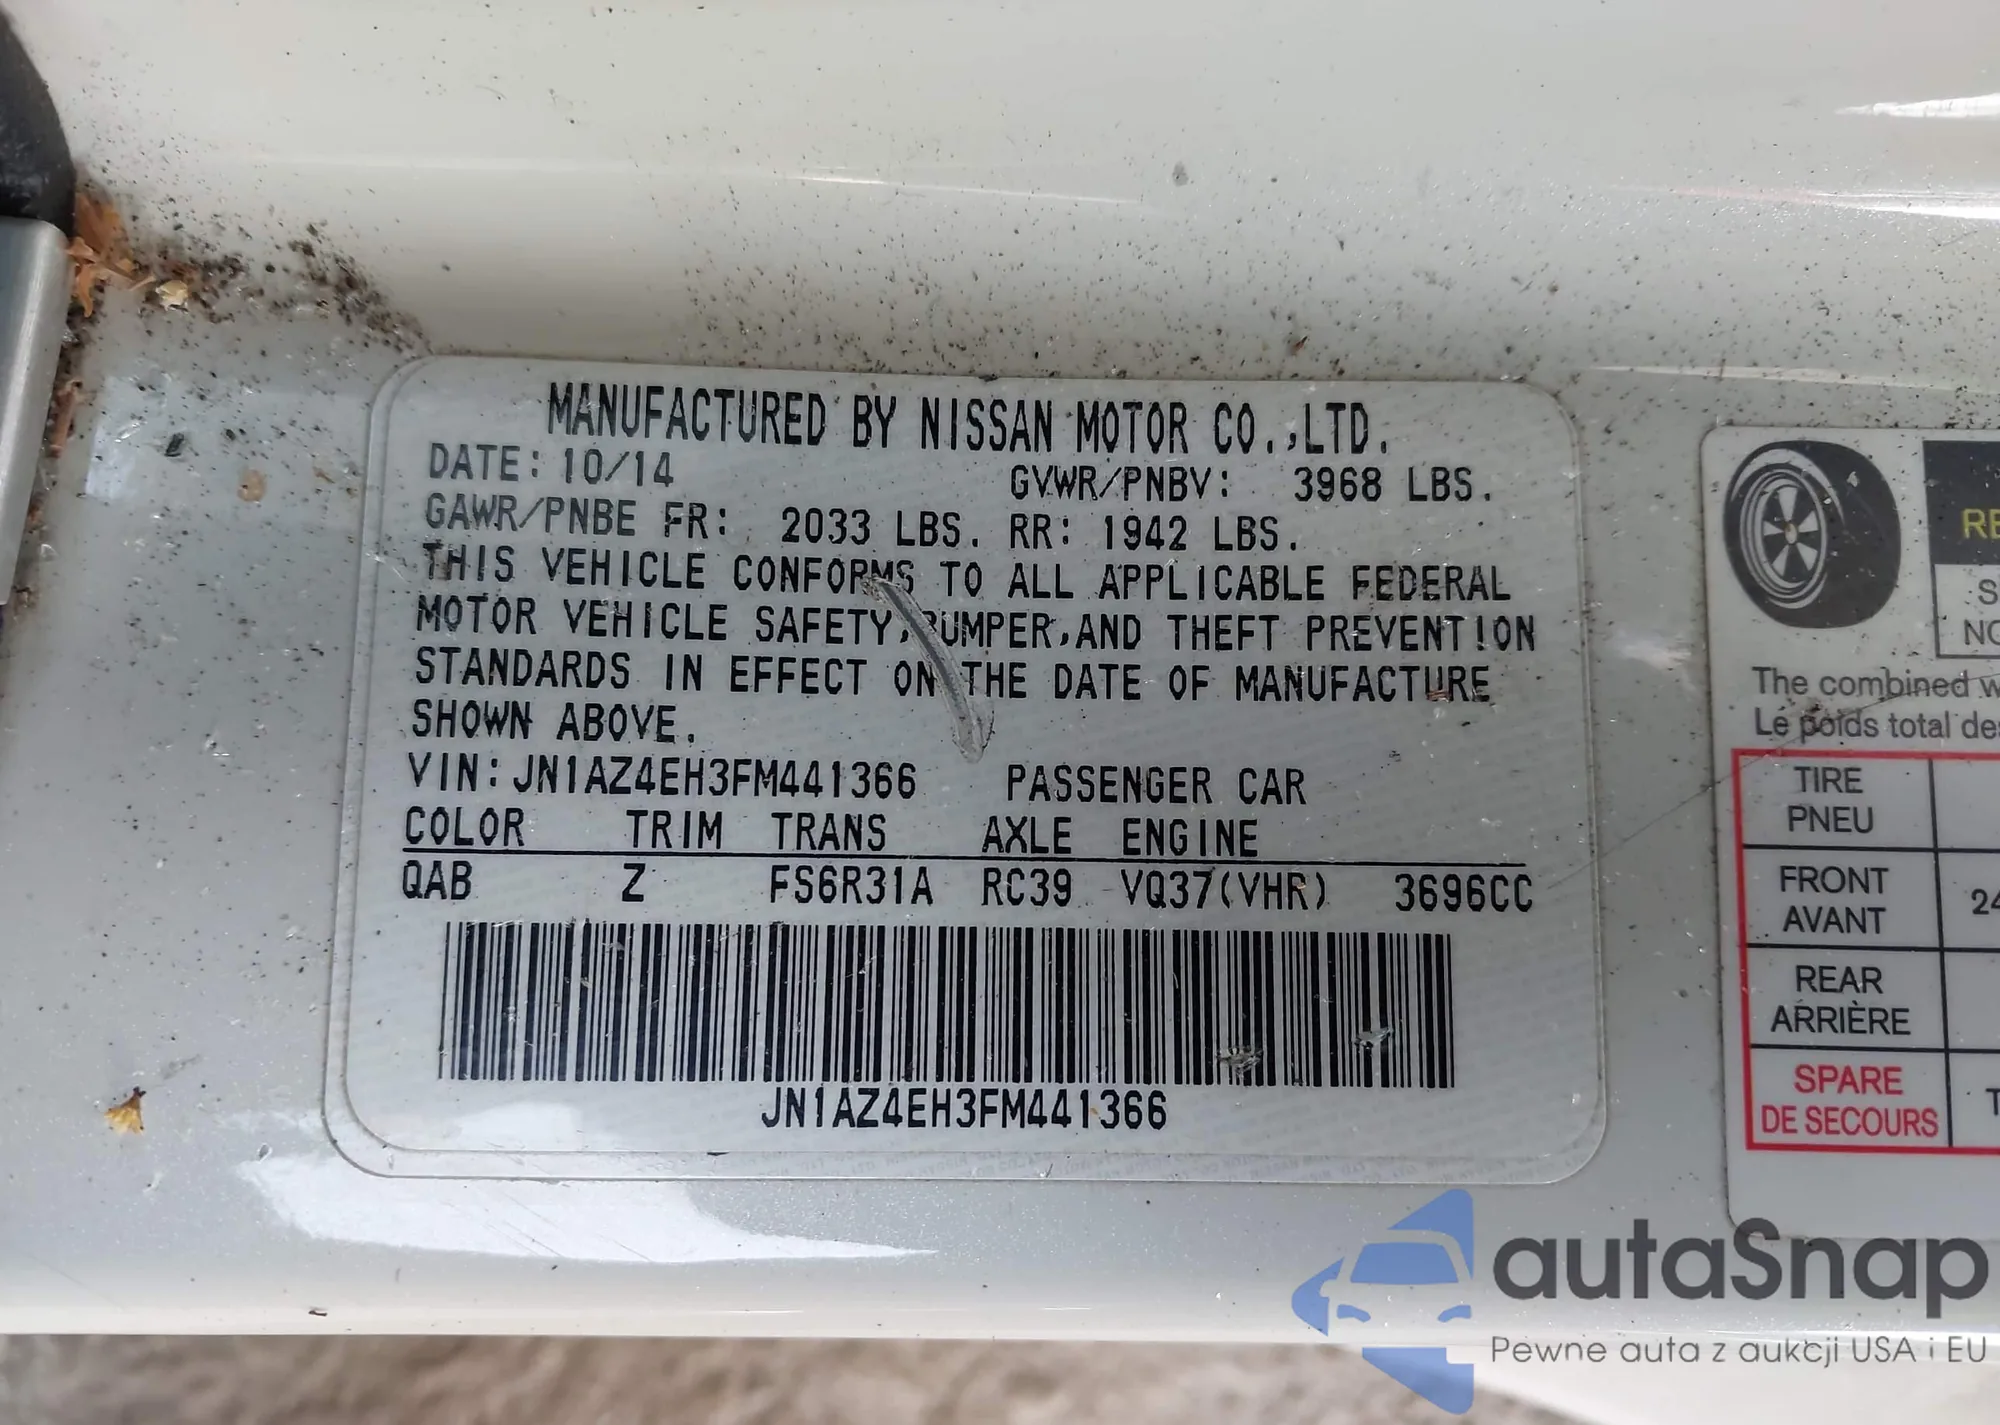 MANUFACTURED BY NISSAN MOTOR CO.,LTD.
DATE: 10/14 GVWR/PNBV: 3968 LBS.
GAWR/PNBE FR: 2033 LBS. RR: 1942 LBS.
THIS VEHICLE CONFORMS TO ALL APPLICABLE FEDERAL
MOTOR VEHICLE SAFETY,BUMPER,AND THEFT PREVENTION
STANDARDS IN EFFECT ON THE DATE OF MANUFACTURE
SHOWN ABOVE.
VIN: JN1AZ4EH3FM441366 PASSENGER CAR
COLOR TRIM TRANS AXLE ENGINE
QAB Z FS6R31A RC39 VQ37(VHR) 3696CC
JN1AZ4EH3FM441366
The combined
Le poids total
TIRE
PNEU
FRONT
AVANT
24
REAR
ARRIÈRE
SPARE
DE SECOURS
T
autoSnap
Pewne auta z aukcji USA i EU